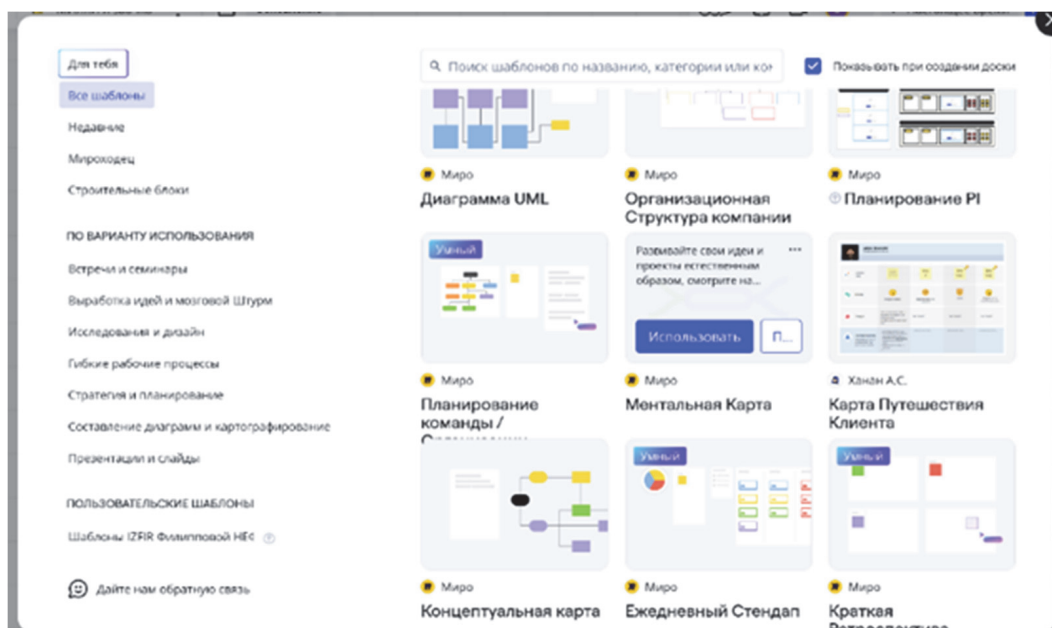 Для тебя
Все шаблоны
Недавние
Мироходец
Строительные блоки
ПО ВАРИАНТУ ИСПОЛЬЗОВАНИЯ
Встречи и семинары
Выработка идей и мозговой Штурм
Исследования и дизайн
Гибкие рабочие процессы
Стратегия и планирование
Составление диаграмм и картографирование
Презентации и слайды
ПОЛЬЗОВАТЕЛЬСКИЕ ШАБЛОНЫ
Шаблоны IZFIR Филипповой
Дайте нам обратную связь
Поиск шаблонов по названию, категории или
Показывать при создании доски
Миро
Диаграмма UML
Миро
Организационная
Структура компании
Миро
Планирование PI
Умный
Миро
Планирование
команды /
Развивайте свои идеи и
проекты естественным
образом, смотрите на...
Использовать
П...
Миро
Ментальная Карта
Ханан А.С.
Карта Путешествия
Клиента
Миро
Концептуальная карта
Умный
Миро
Ежедневный Стендап
Умный
Миро
Краткая